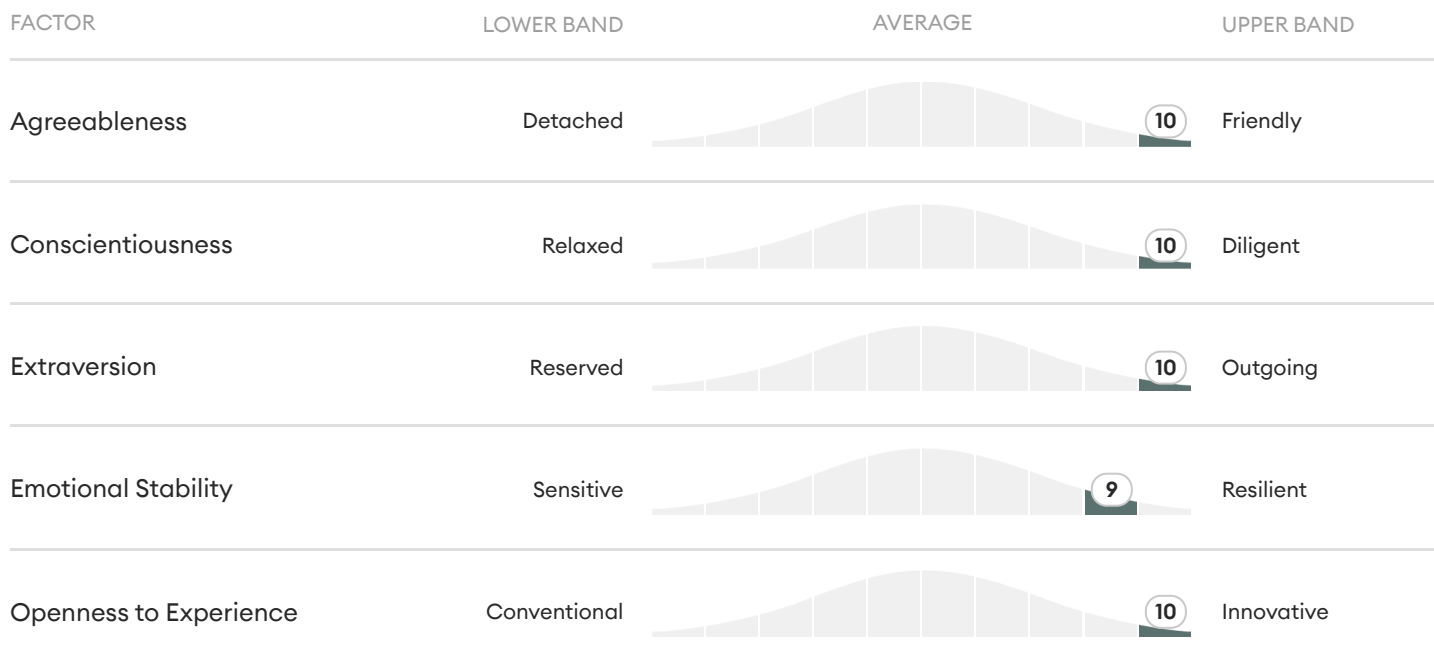 FACTOR LOWER BAND AVERAGE UPPER BAND
Agreeableness Detached 10 Friendly
Conscientiousness Relaxed 10 Diligent
Extraversion Reserved 10 Outgoing
Emotional Stability Sensitive 9 Resilient
Openness to Experience Conventional 10 Innovative